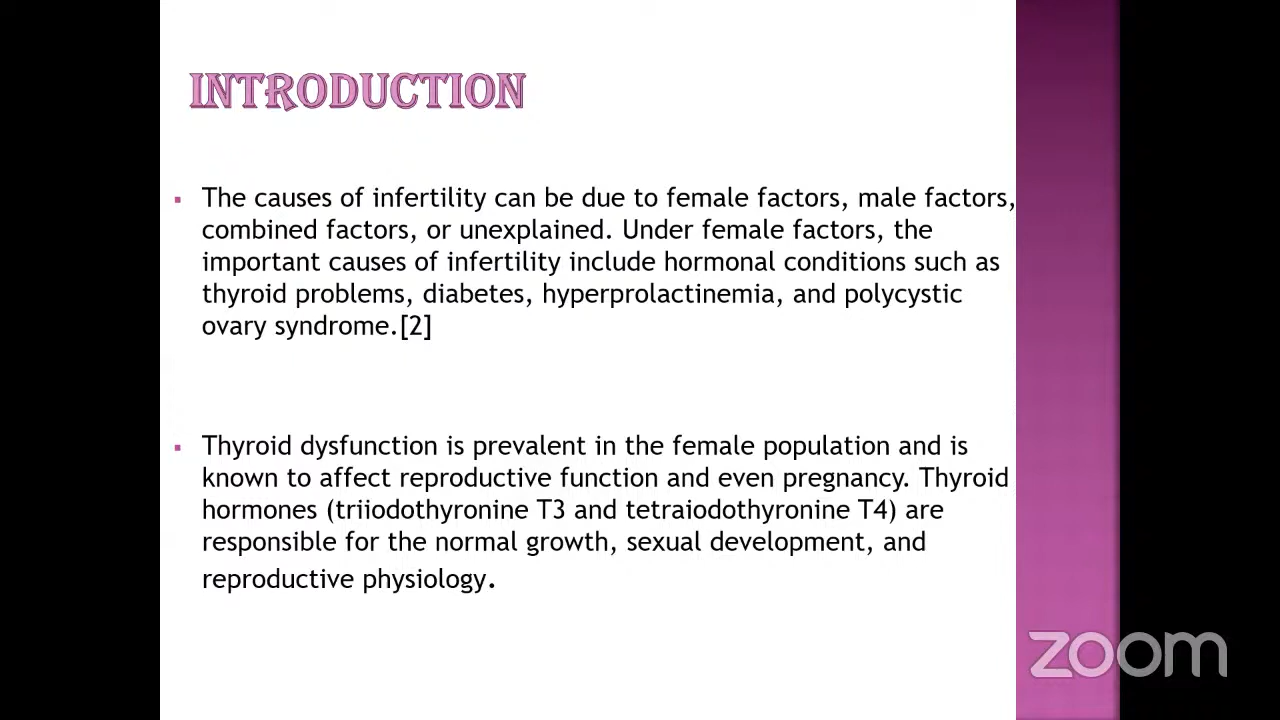 INTRODUCTION
▪ The causes of infertility can be due to female factors, male factors,
combined factors, or unexplained. Under female factors, the
important causes of infertility include hormonal conditions such as
thyroid problems, diabetes, hyperprolactinemia, and polycystic
ovary syndrome.[2]
▪ Thyroid dysfunction is prevalent in the female population and is
known to affect reproductive function and even pregnancy. Thyroid
hormones (triiodothyronine T3 and tetraiodothyronine T4) are
responsible for the normal growth, sexual development, and
reproductive physiology.
zoom